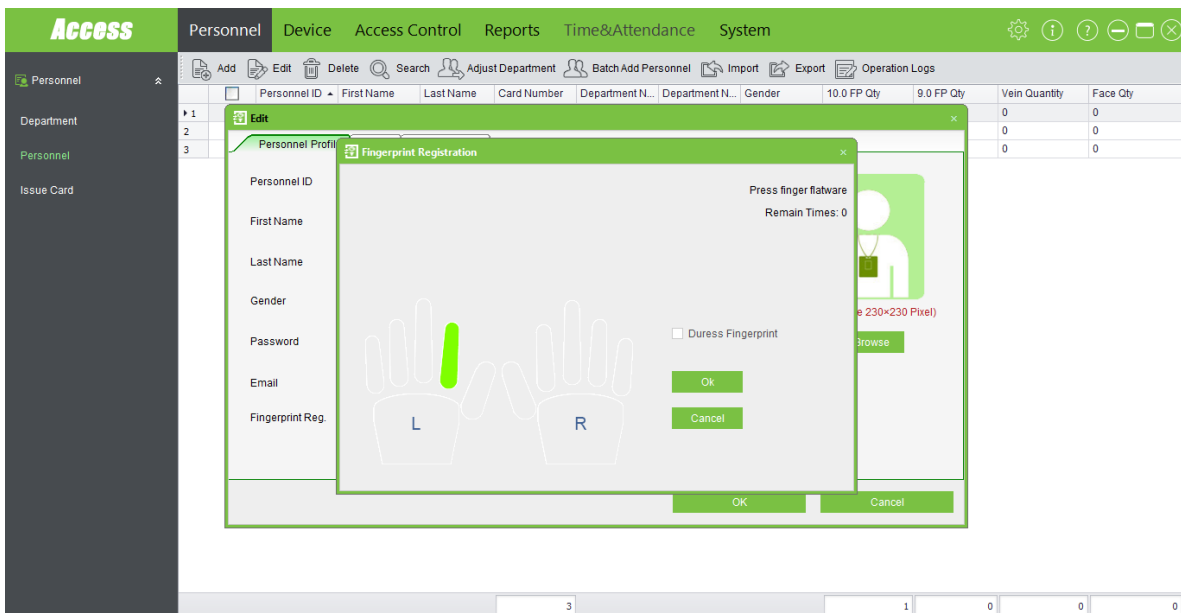 Access Personnel Device Access Control Reports Time&Attendance System
Personnel
Department
Personnel
Issue Card
Add Edit Delete Search Adjust Department Batch Add Personnel Import Export Operation Logs
Personnel ID First Name Last Name Card Number Department N... Department N... Gender 10.0 FP Qty 9.0 FP Qty Vein Quantity Face Qty
1 0 0
2 0 0
3 0 0
Edit
Personnel Profil
Personnel ID
First Name
Last Name
Gender
Password
Email
Fingerprint Reg.
e 230×230 Pixel)
Browse
OK Cancel
Fingerprint Registration
Press finger flatware
Remain Times: 0
Duress Fingerprint
Ok
Cancel
L R
3 1 0 0 0